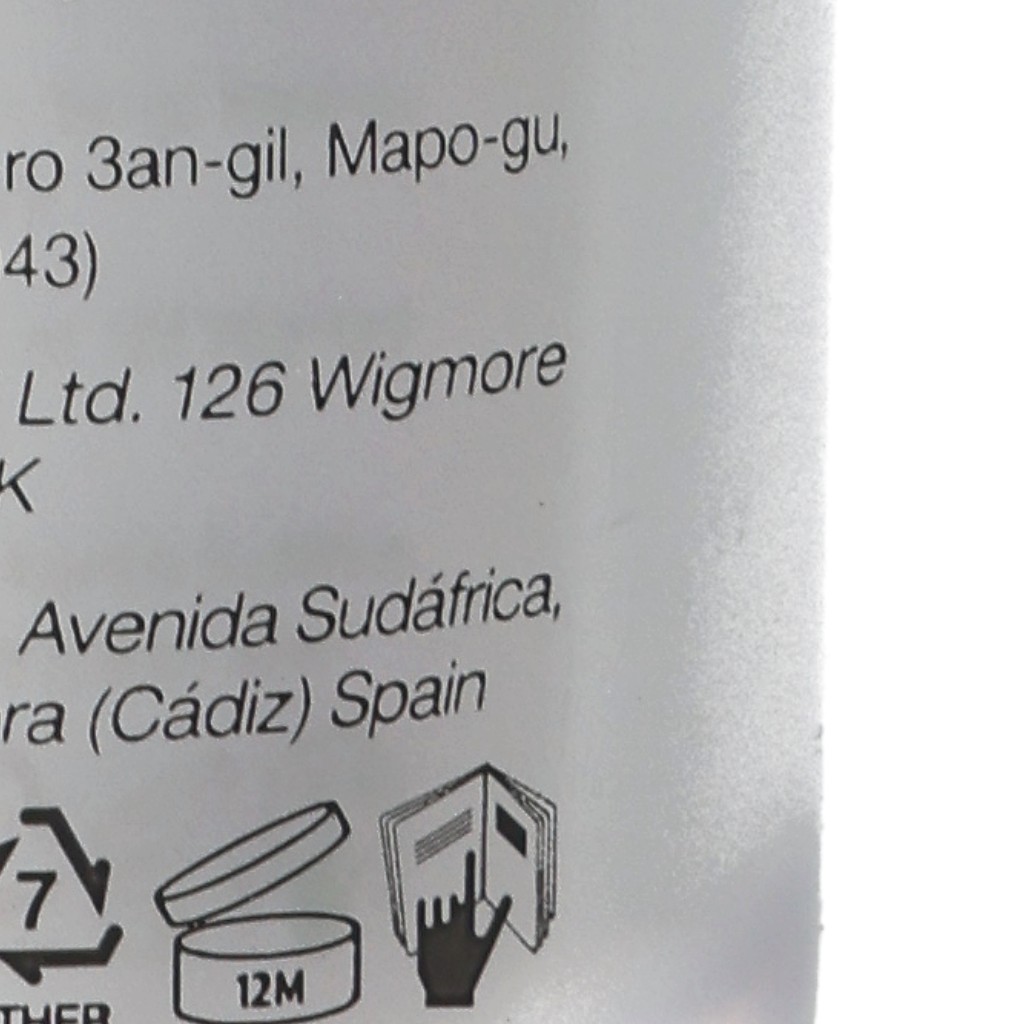 ro 3an-gil, Mapo-gu,
43)
Ltd. 126 Wigmore
K
Avenida Sudáfrica,
ra (Cádiz) Spain
7
12M
THER